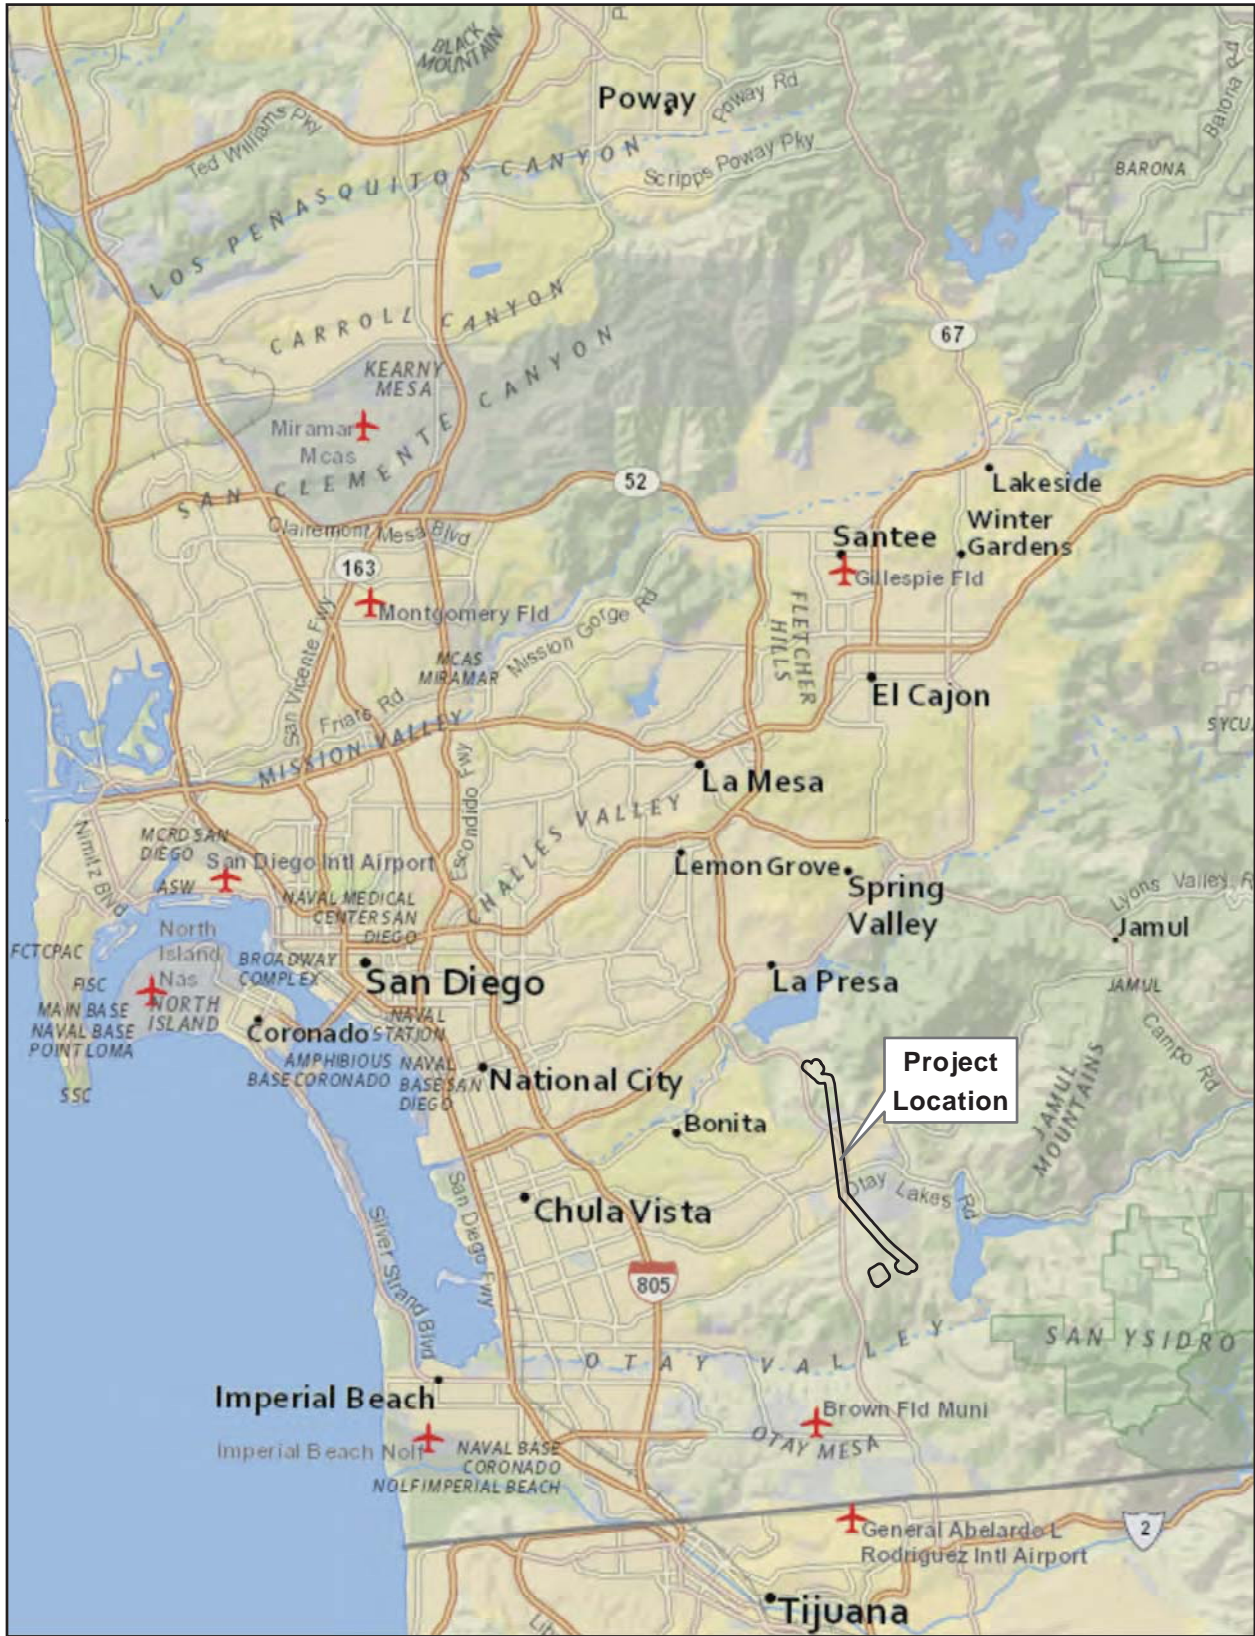 BLACK
MOUNTAIN
Poway
Poway Rd
Barona Rd
Ted Williams Pky
LOS PENASQUITOS CANYON
Scripps Poway Pky
BARONA
CARROLL CANYON
67
KEARNY
MESA
Miramar
Mcas
SAN CLEMENTE CANYON
52
Lakeside
Clairemont Mesa Blvd
Santee
Winter
Gardens
163
Gillespie Fld
Montgomery Fld
FLETCHER
HILLS
San Vicente Fwy
Mission Gorge Rd
MCAS
MIRAMAR
El Cajon
Friars Rd
MISSION VALLEY
SYCU
Escondido Fwy
La Mesa
CHALLES VALLEY
Nimitz Blvd
MCRD SAN
DIEGO
San Diego Intl Airport
Lemon Grove
ASW
Spring
Valley
Lyons Valley R
NAVAL MEDICAL
CENTER SAN
DIEGO
Jamul
North
Island
Nas
FCTCPAC
BROADWAY
COMPLEX
San Diego
La Presa
FISC
JAMUL
MAIN BASE
NAVAL BASE
POINT LOMA
NORTH
ISLAND
Coronado
NAVAL
STATION
Campo Rd
Project
Location
AMPHIBIOUS
BASE CORONADO
NAVAL
BASE SAN
DIEGO
National City
SSC
JAMUL
MOUNTAINS
Bonita
Otay Lakes Rd
Chula Vista
San Diego Fwy
Silver Strand Blvd
805
SAN YSIDRO
OTAY VALLEY
Imperial Beach
Brown Fld Muni
Imperial Beach Nolf
NAVAL BASE
CORONADO
NOLF IMPERIAL BEACH
OTAY MESA
General Abelardo L
Rodriguez Intl Airport
2
Tijuana